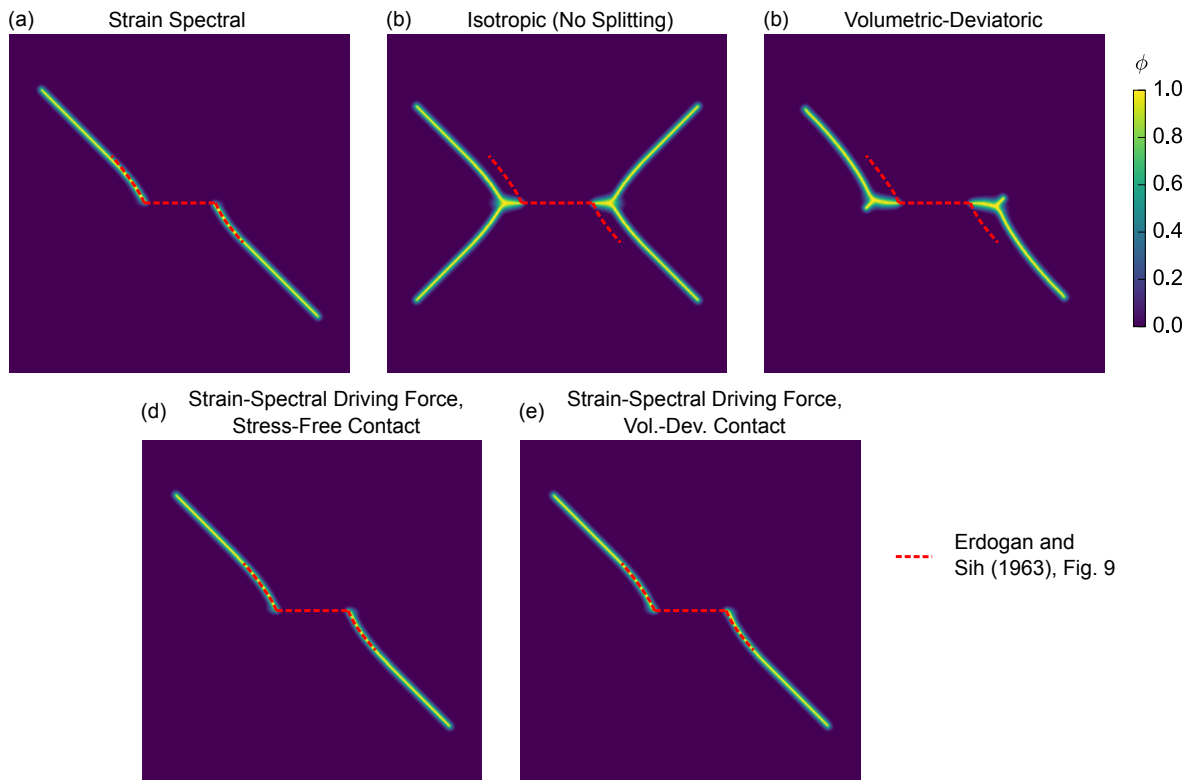 (a) Strain Spectral
(b) Isotropic (No Splitting)
(b) Volumetric-Deviatoric
ϕ
1.0
0.8
0.6
0.4
0.2
0.0
(d) Strain-Spectral Driving Force,
Stress-Free Contact
(e) Strain-Spectral Driving Force,
Vol.-Dev. Contact
Erdogan and
Sih (1963), Fig. 9